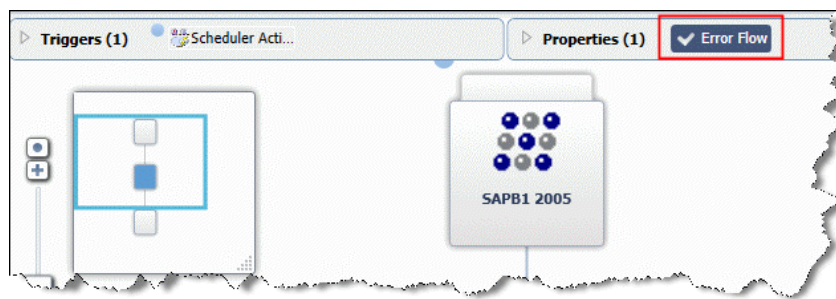 Triggers (1) Scheduler Acti... Properties (1) Error Flow
SAPB1 2005